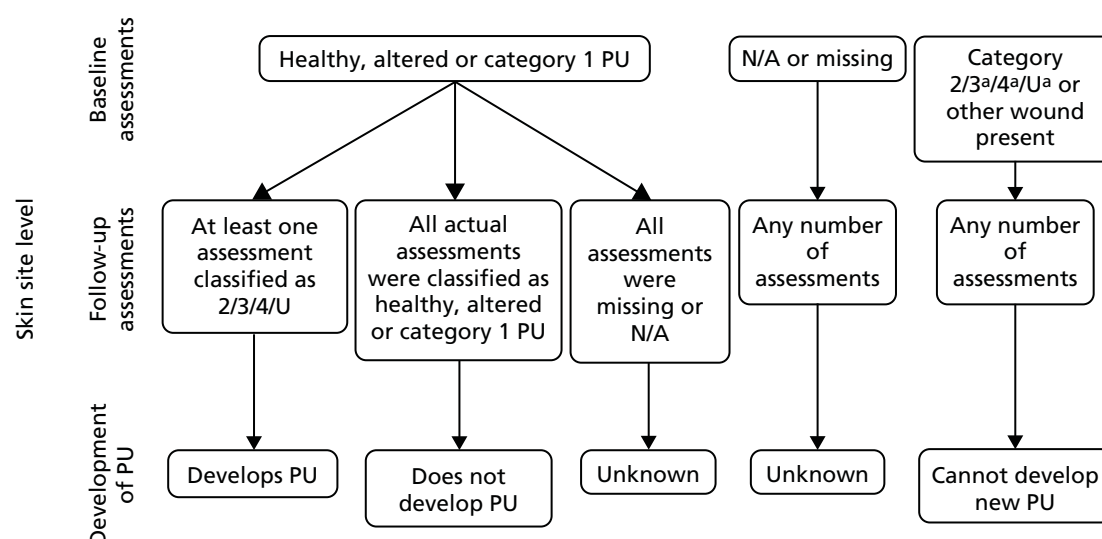 Skin site level
Baseline
assessments
Healthy, altered or category 1 PU
N/A or missing
Category
2/3ᵃ/4ᵃ/Uᵃ or
other wound
present
Follow-up
assessments
At least one
assessment
classified as
2/3/4/U
All actual
assessments
were classified as
healthy, altered
or category 1 PU
All
assessments
were
missing or
N/A
Any number
of
assessments
Any number
of
assessments
Development
of PU
Develops PU
Does not
develop PU
Unknown
Unknown
Cannot develop
new PU